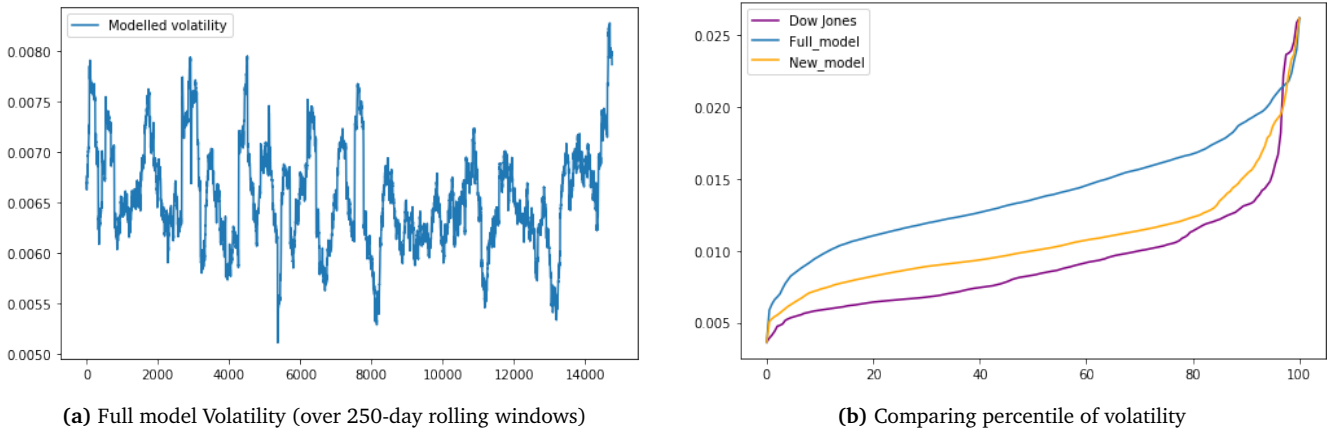 Modelled volatility
0.0080
0.0075
0.0070
0.0065
0.0060
0.0055
0.0050
0 2000 4000 6000 8000 10000 12000 14000
(a) Full model Volatility (over 250-day rolling windows)
Dow Jones
Full_model
New_model
0.025
0.020
0.015
0.010
0.005
0 20 40 60 80 100
(b) Comparing percentile of volatility